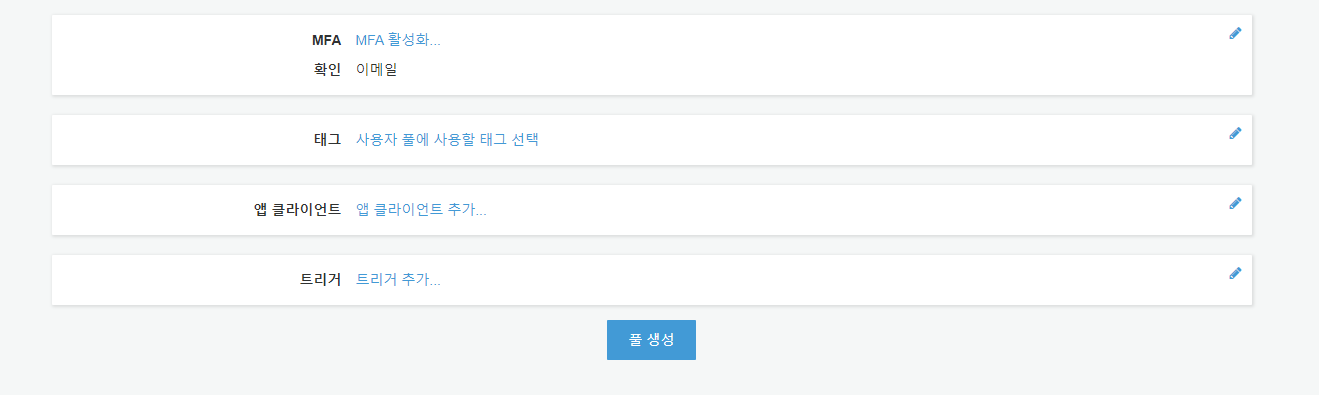 MFA MFA 활성화...
확인 이메일
태그 사용자 풀에 사용할 태그 선택
앱 클라이언트 앱 클라이언트 추가...
트리거 트리거 추가...
풀 생성